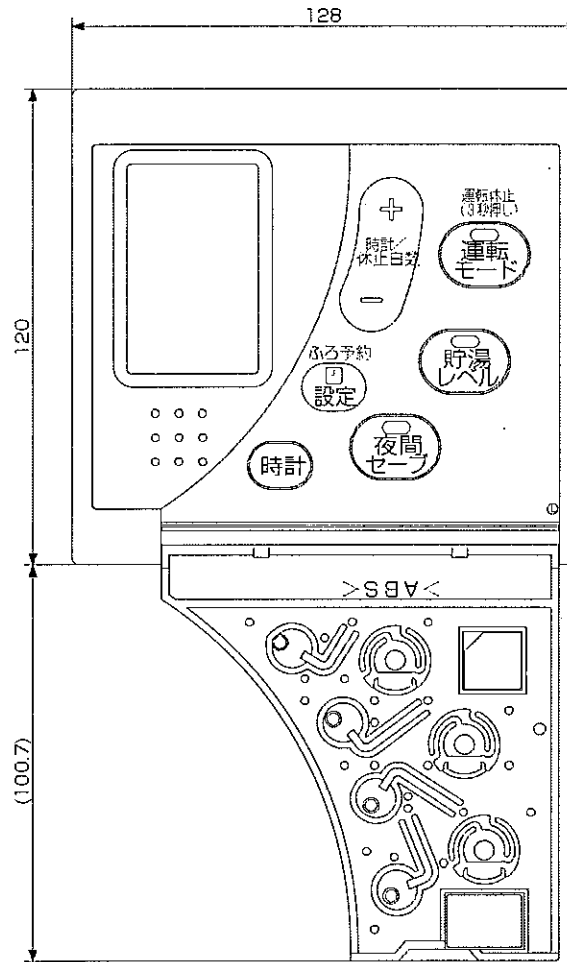 128
120
運転休止
(3秒押し)
+
時計/
休止日数
−
運転
モード
ふろ予約
設定
貯湯
レベル
時計
夜間
セーブ
>ABS<
(100.7)